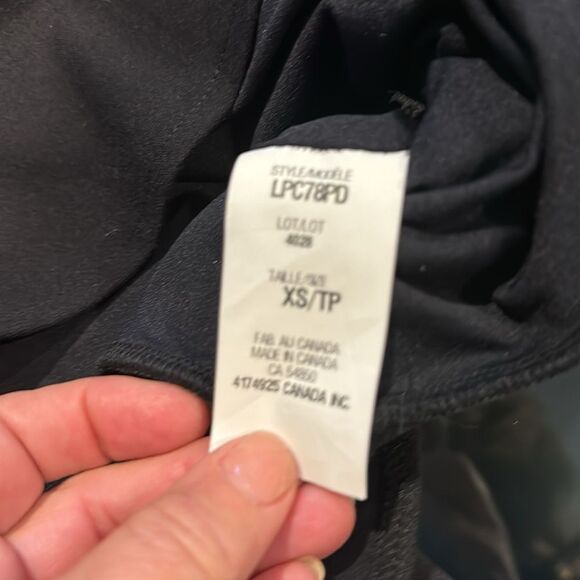 STYLE/MODÈLE
LPC78PD
LOT/LOT
4028
TAILLE/SIZE
XS/TP
FAB. AU CANADA
MADE IN CANADA
CA 54850
4174925 CANADA INC.